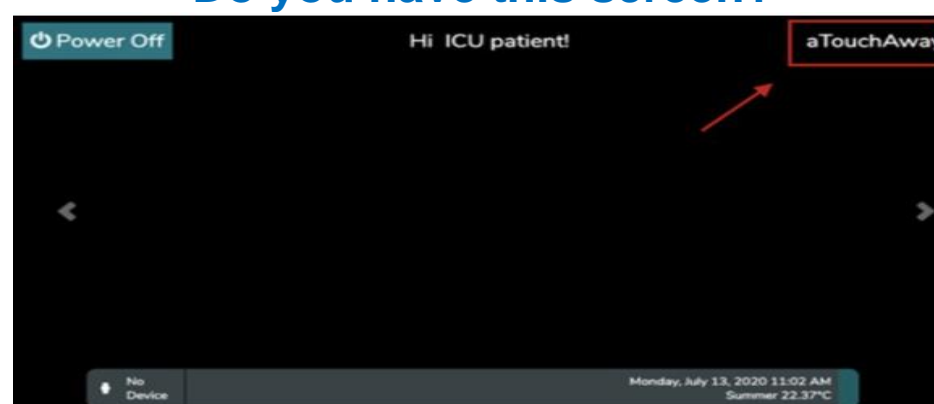 Do you have this screen?
Power Off
Hi ICU patient!
aTouchAway
No
Device
Monday, July 13, 2020 11:02 AM
Summer 22.37°C